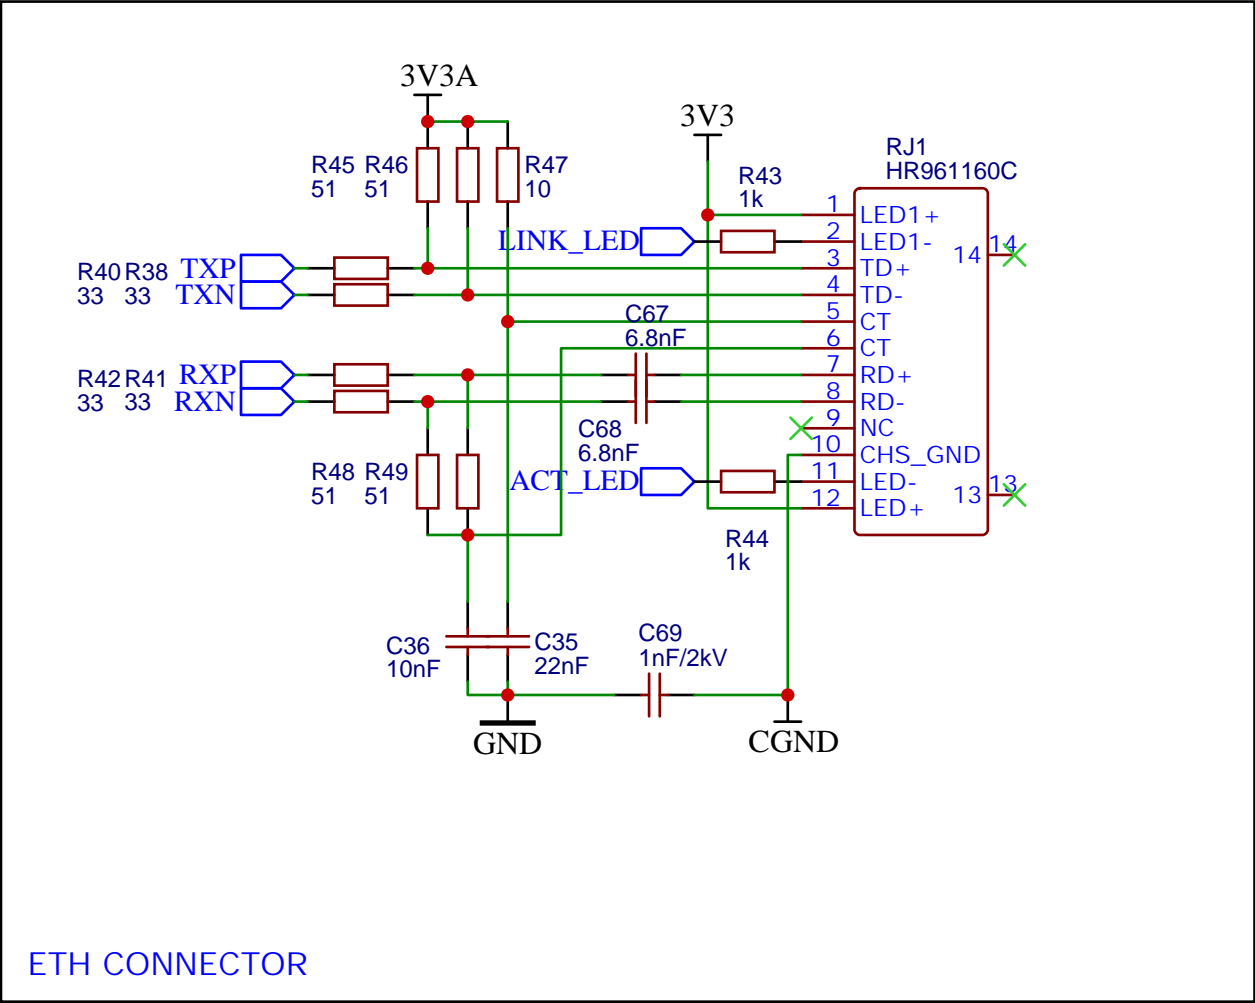 3V3A
3V3
RJ1
HR961160C
R45 R46
51 51
R47
10
R43
1k
LINK_LED
1 LED1+
2 LED1-
3 TD+
4 TD-
5 CT
6 CT
7 RD+
8 RD-
9 NC
10 CHS_GND
11 LED-
12 LED+
14 14
13 13
R40 R38
33 33
TXP
TXN
C67
6.8nF
R42 R41
33 33
RXP
RXN
C68
6.8nF
R48 R49
51 51
ACT_LED
R44
1k
C36
10nF
C35
22nF
C69
1nF/2kV
GND
CGND
ETH CONNECTOR